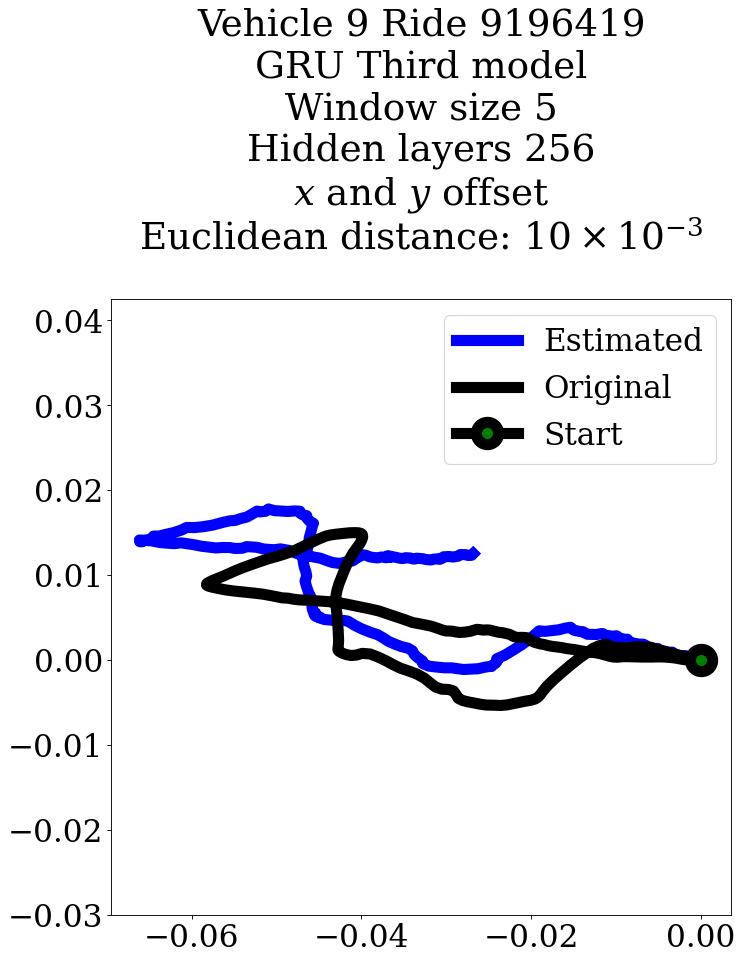 Vehicle 9 Ride 9196419
GRU Third model
Window size 5
Hidden layers 256
x and y offset
Euclidean distance: 10 × 10⁻³
Estimated
Original
Start
0.04
0.03
0.02
0.01
0.00
−0.01
−0.02
−0.03
−0.06 −0.04 −0.02 0.00